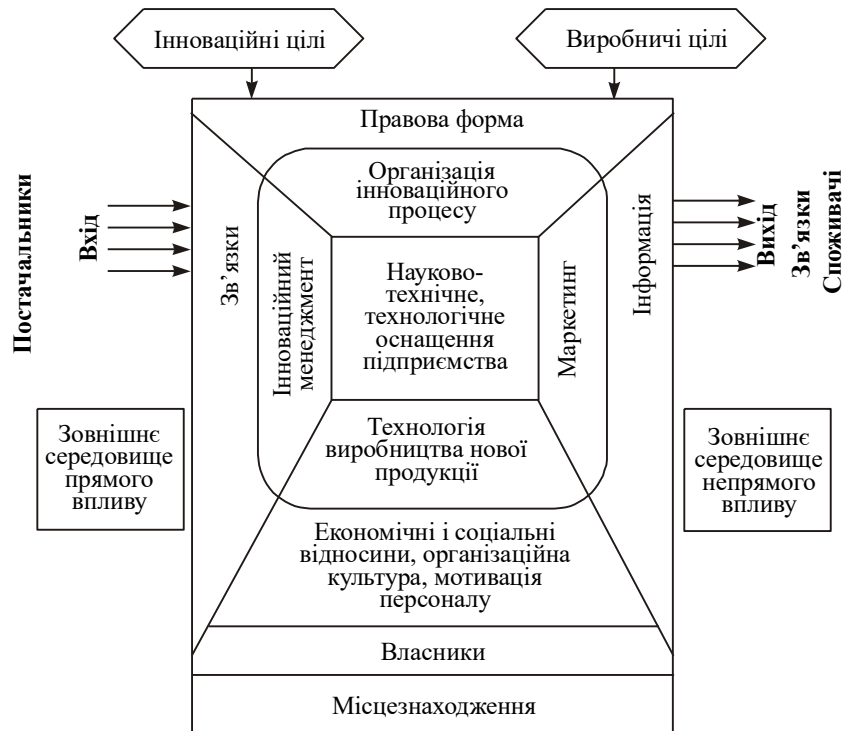 Інноваційні цілі
Виробничі цілі
Правова форма
Постачальники
Вхід
Зв’язки
Організація
інноваційного
процесу
Інноваційний
менеджмент
Науково-
технічне,
технологічне
оснащення
підприємства
Маркетинг
Інформація
Вихід
Зв’язки
Споживачі
Технологія
виробництва нової
продукції
Зовнішнє
середовище
прямого
впливу
Зовнішнє
середовище
непрямого
впливу
Економічні і соціальні
відносини, організаційна
культура, мотивація
персоналу
Власники
Місцезнаходження